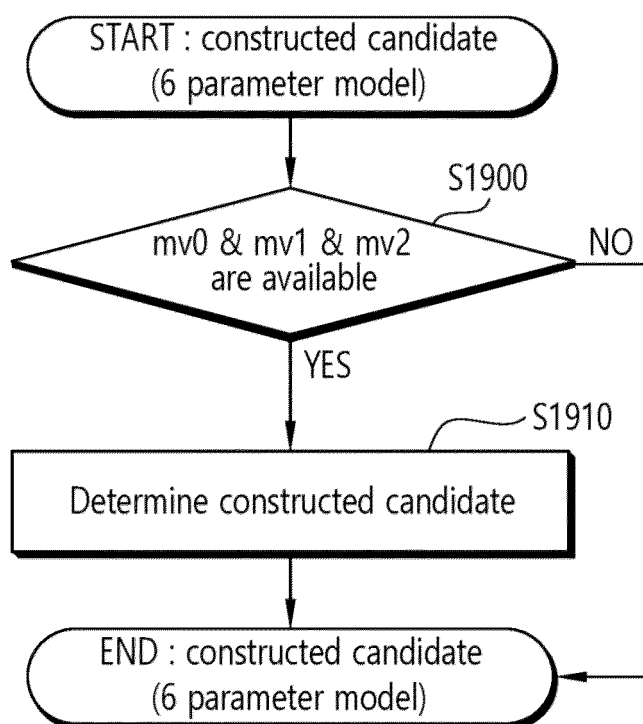 START : constructed candidate
(6 parameter model)
S1900
mv0 & mv1 & mv2
are available
NO
YES
S1910
Determine constructed candidate
END : constructed candidate
(6 parameter model)